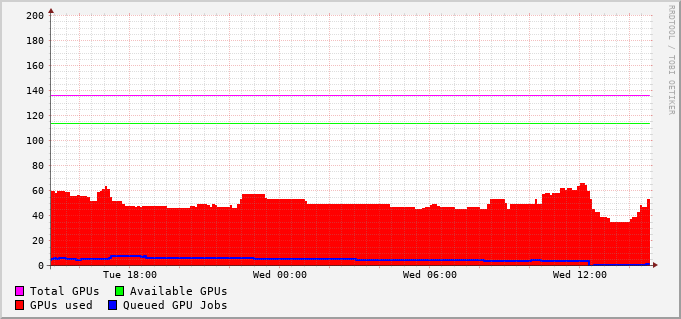 RRDTOOL / TOBI OETIKER
200
180
160
140
120
100
80
60
40
20
0
Tue 18:00 Wed 00:00 Wed 06:00 Wed 12:00
Total GPUs Available GPUs
GPUs used Queued GPU Jobs